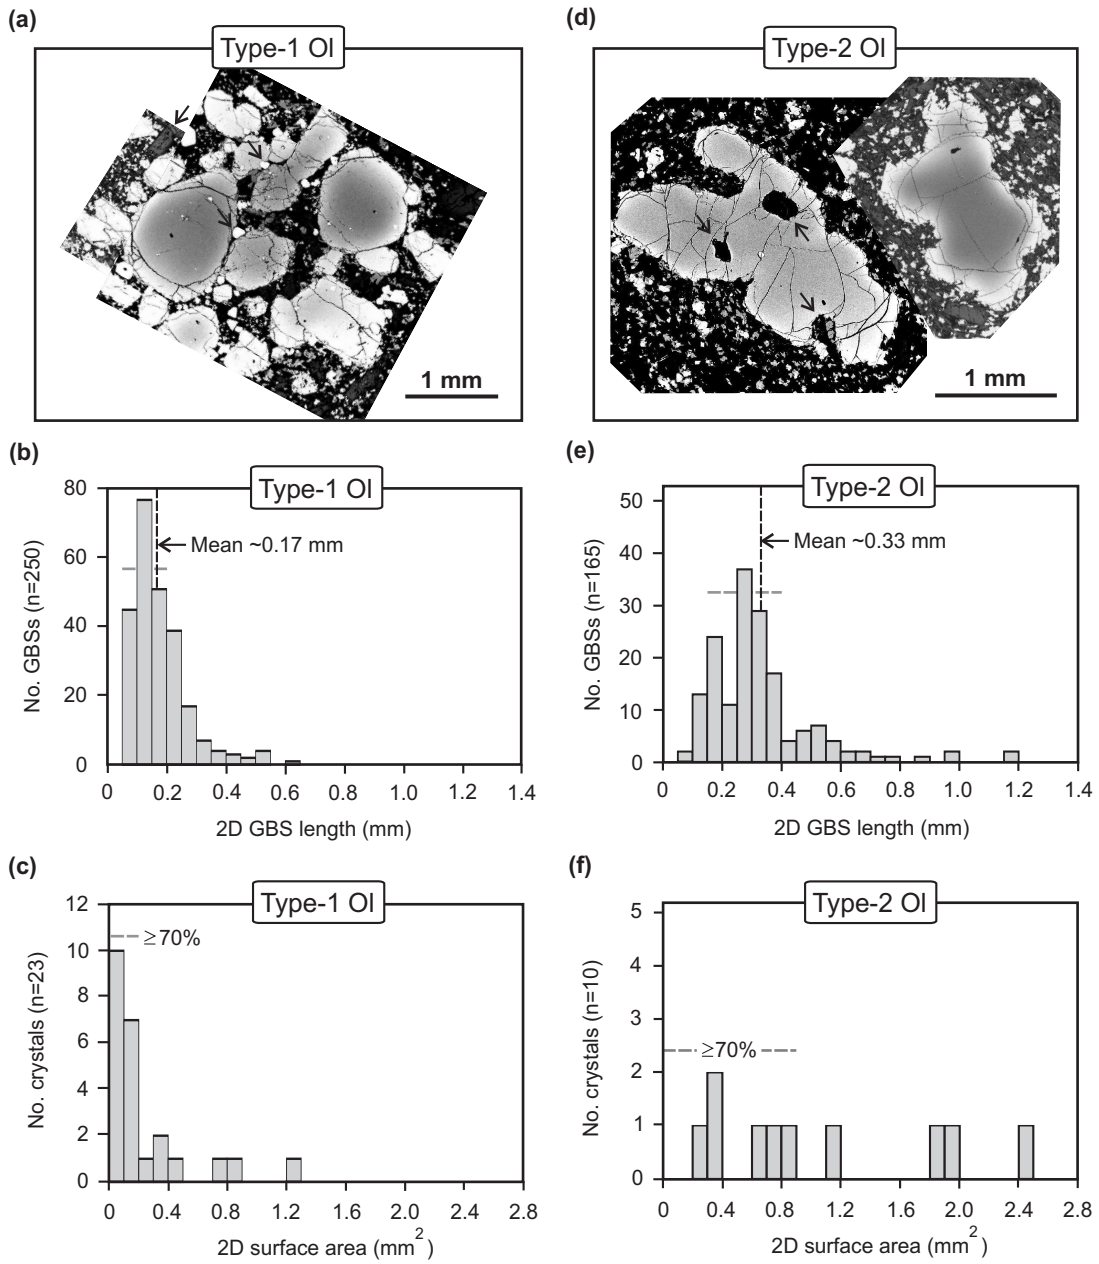 (a)
Type-1 Ol
1 mm
(d)
Type-2 Ol
1 mm
(b)
Type-1 Ol
Mean ~0.17 mm
No. GBSs (n=250)
80
60
40
20
0
0 0.2 0.4 0.6 0.8 1.0 1.2 1.4
2D GBS length (mm)
(e)
Type-2 Ol
Mean ~0.33 mm
No. GBSs (n=165)
50
40
30
20
10
0
0 0.2 0.4 0.6 0.8 1.0 1.2 1.4
2D GBS length (mm)
(c)
Type-1 Ol
≥70%
No. crystals (n=23)
12
10
8
6
4
2
0
0 0.4 0.8 1.2 1.6 2.0 2.4 2.8
2D surface area (mm²)
(f)
Type-2 Ol
≥70%
No. crystals (n=10)
5
4
3
2
1
0
0 0.4 0.8 1.2 1.6 2.0 2.4 2.8
2D surface area (mm²)